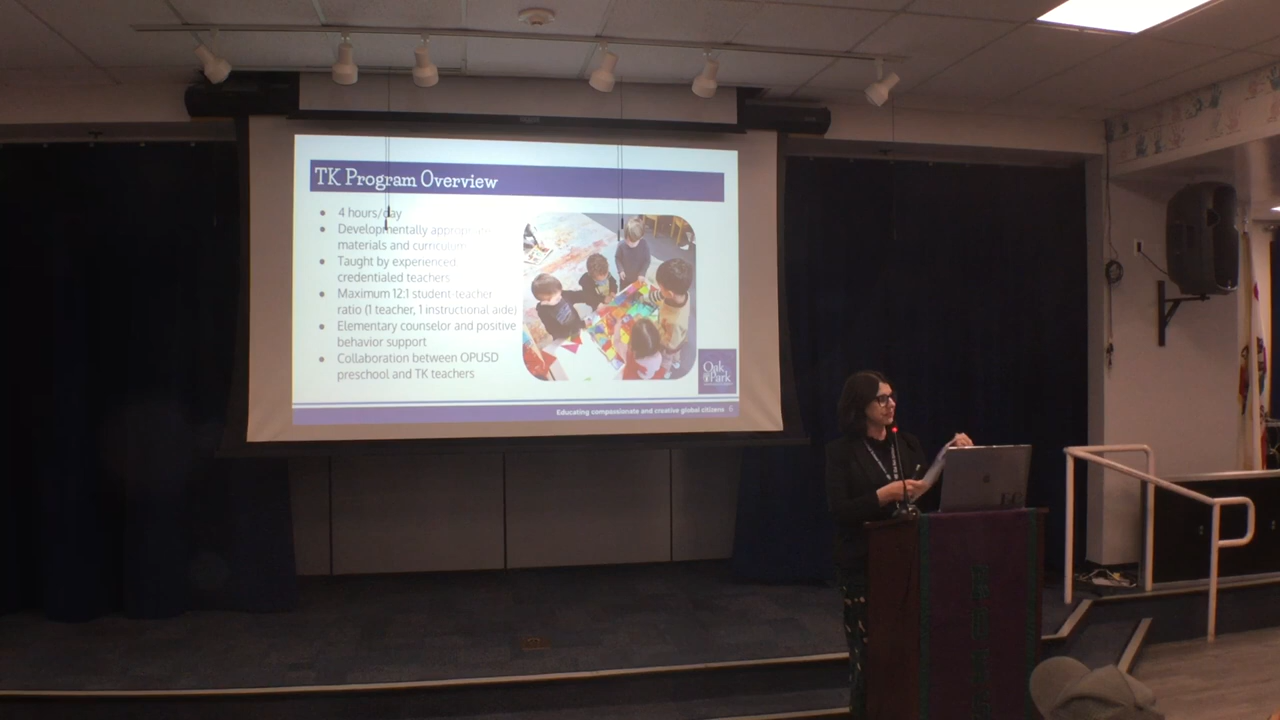 TK Program Overview
4 hours/day
Developmentally appropriate
materials and curriculum
Taught by experienced
credentialed teachers
Maximum 12:1 student-teacher
ratio (1 teacher, 1 instructional aide)
Elementary counselor and positive
behavior support
Collaboration between OPUSD
preschool and TK teachers
Oak
Park
Educating compassionate and creative global citizens 6